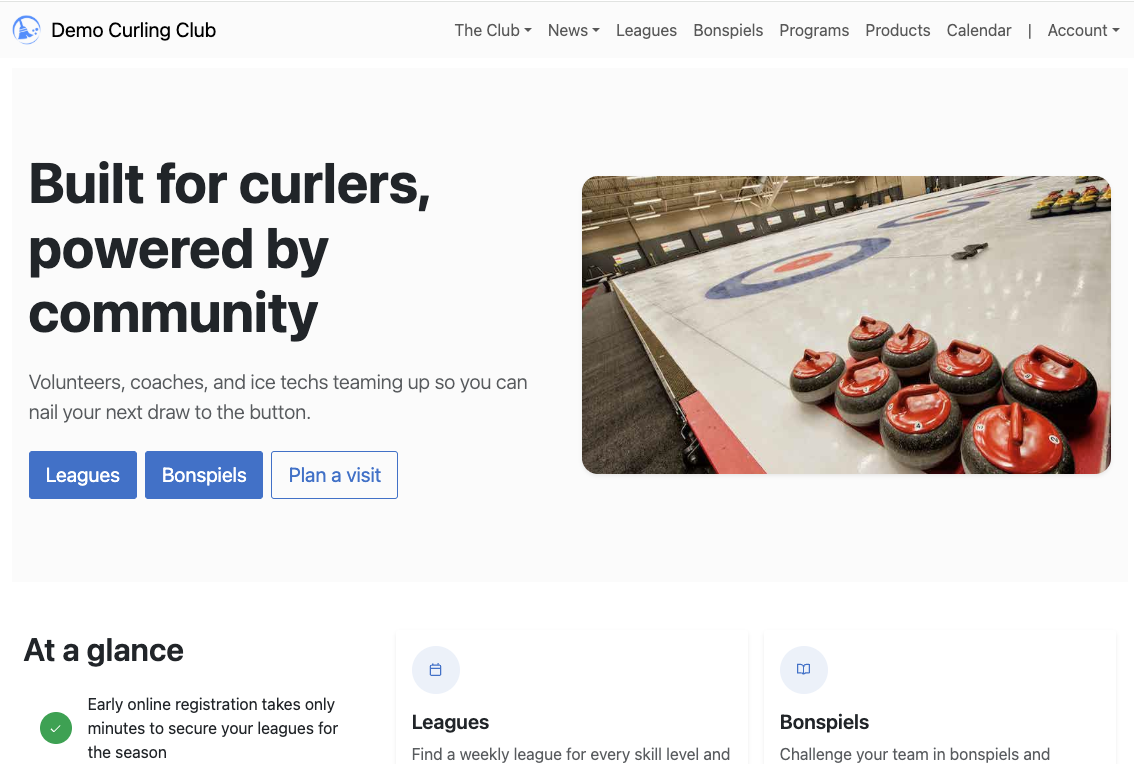 Demo Curling Club
The Club
News
Leagues
Bonspiels
Programs
Products
Calendar
|
Account
Built for curlers,
powered by
community
Volunteers, coaches, and ice techs teaming up so you can
nail your next draw to the button.
Leagues
Bonspiels
Plan a visit
At a glance
Early online registration takes only
minutes to secure your leagues for
the season
Leagues
Find a weekly league for every skill level and
Bonspiels
Challenge your team in bonspiels and